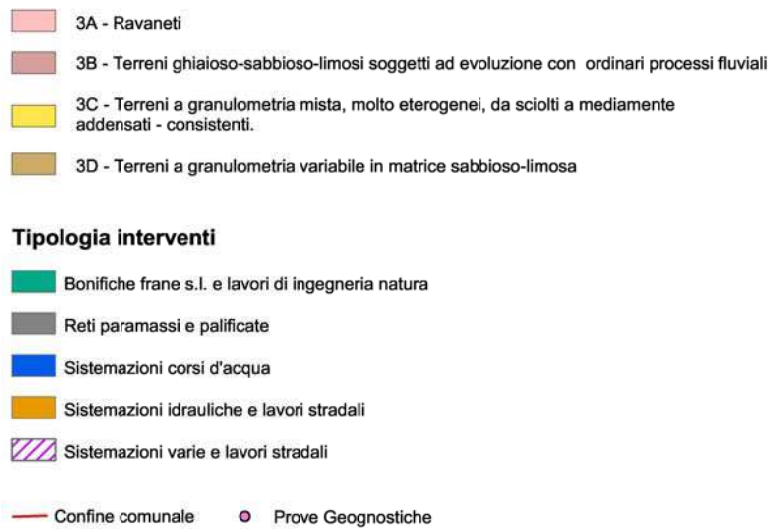 3A - Ravaneti
3B - Terreni ghiaioso-sabbioso-limosi soggetti ad evoluzione con ordinari processi fluviali
3C - Terreni a granulometria mista, molto eterogenei, da sciolti a mediamente
addensati - consistenti.
3D - Terreni a granulometria variabile in matrice sabbioso-limosa
Tipologia interventi
Bonifiche frane s.l. e lavori di ingegneria natura
Reti paramassi e palificate
Sistemazioni corsi d'acqua
Sistemazioni idrauliche e lavori stradali
Sistemazioni varie e lavori stradali
Confine comunale Prove Geognostiche